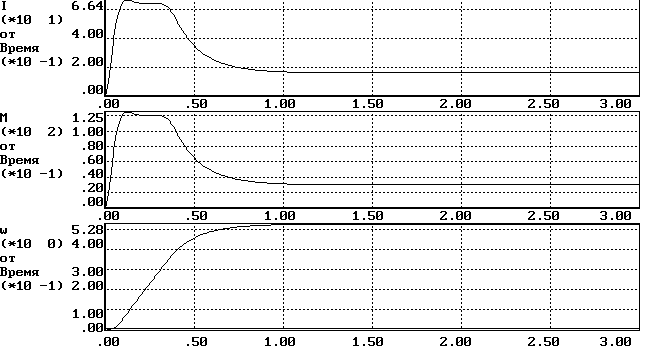 I 6.64
(*10 1)
от 4.00
Время
(*10 -1) 2.00
.00
.00 .50 1.00 1.50 2.00 2.50 3.00
M 1.25
(*10 2) 1.00
от .80
Время .60
(*10 -1) .40
.20
.00
.00 .50 1.00 1.50 2.00 2.50 3.00
w 5.28
(*10 0) 4.00
от
Время 3.00
(*10 -1) 2.00
1.00
.00 .50 1.00 1.50 2.00 2.50 3.00